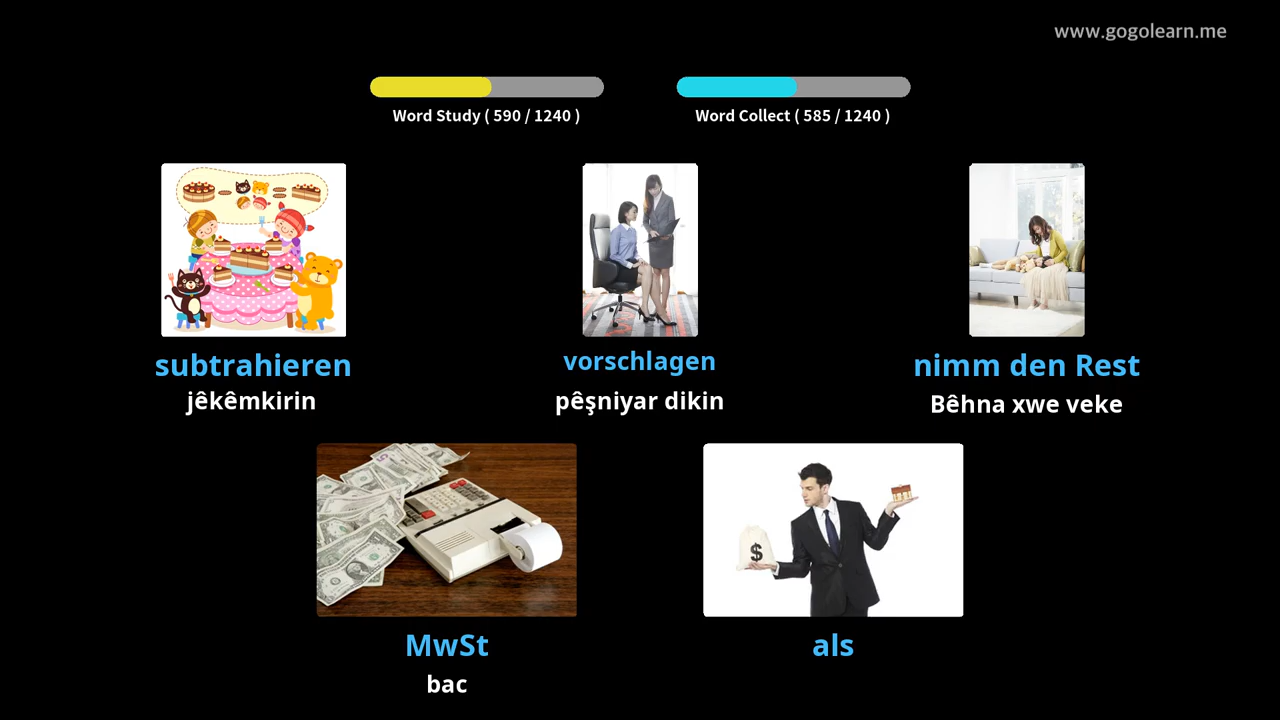 www.gogolearn.me
Word Study ( 590 / 1240 )
Word Collect ( 585 / 1240 )
subtrahieren
jêkêmkirin
vorschlagen
pêşniyar dikin
nimm den Rest
Bêhna xwe veke
$
MwSt
bac
als